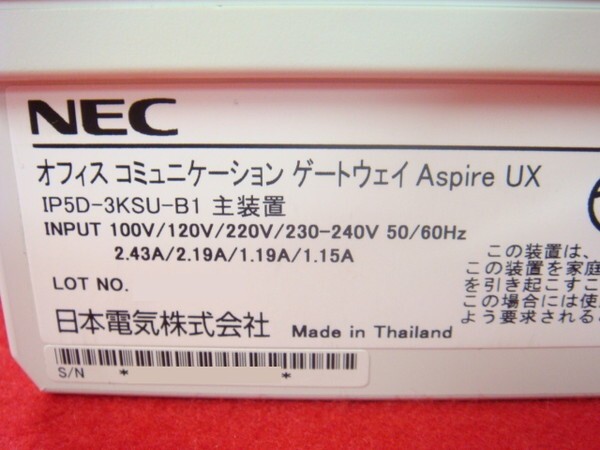 NEC
オフィス コミュニケーション ゲートウェイ Aspire UX
IP5D-3KSU-B1 主装置
INPUT 100V/120V/220V/230-240V 50/60Hz
2.43A/2.19A/1.19A/1.15A
この装置は、
この装置を家庭
を引き起こすこ
この場合には使
よう要求される
LOT NO.
日本電気株式会社 Made in Thailand
S/N * *